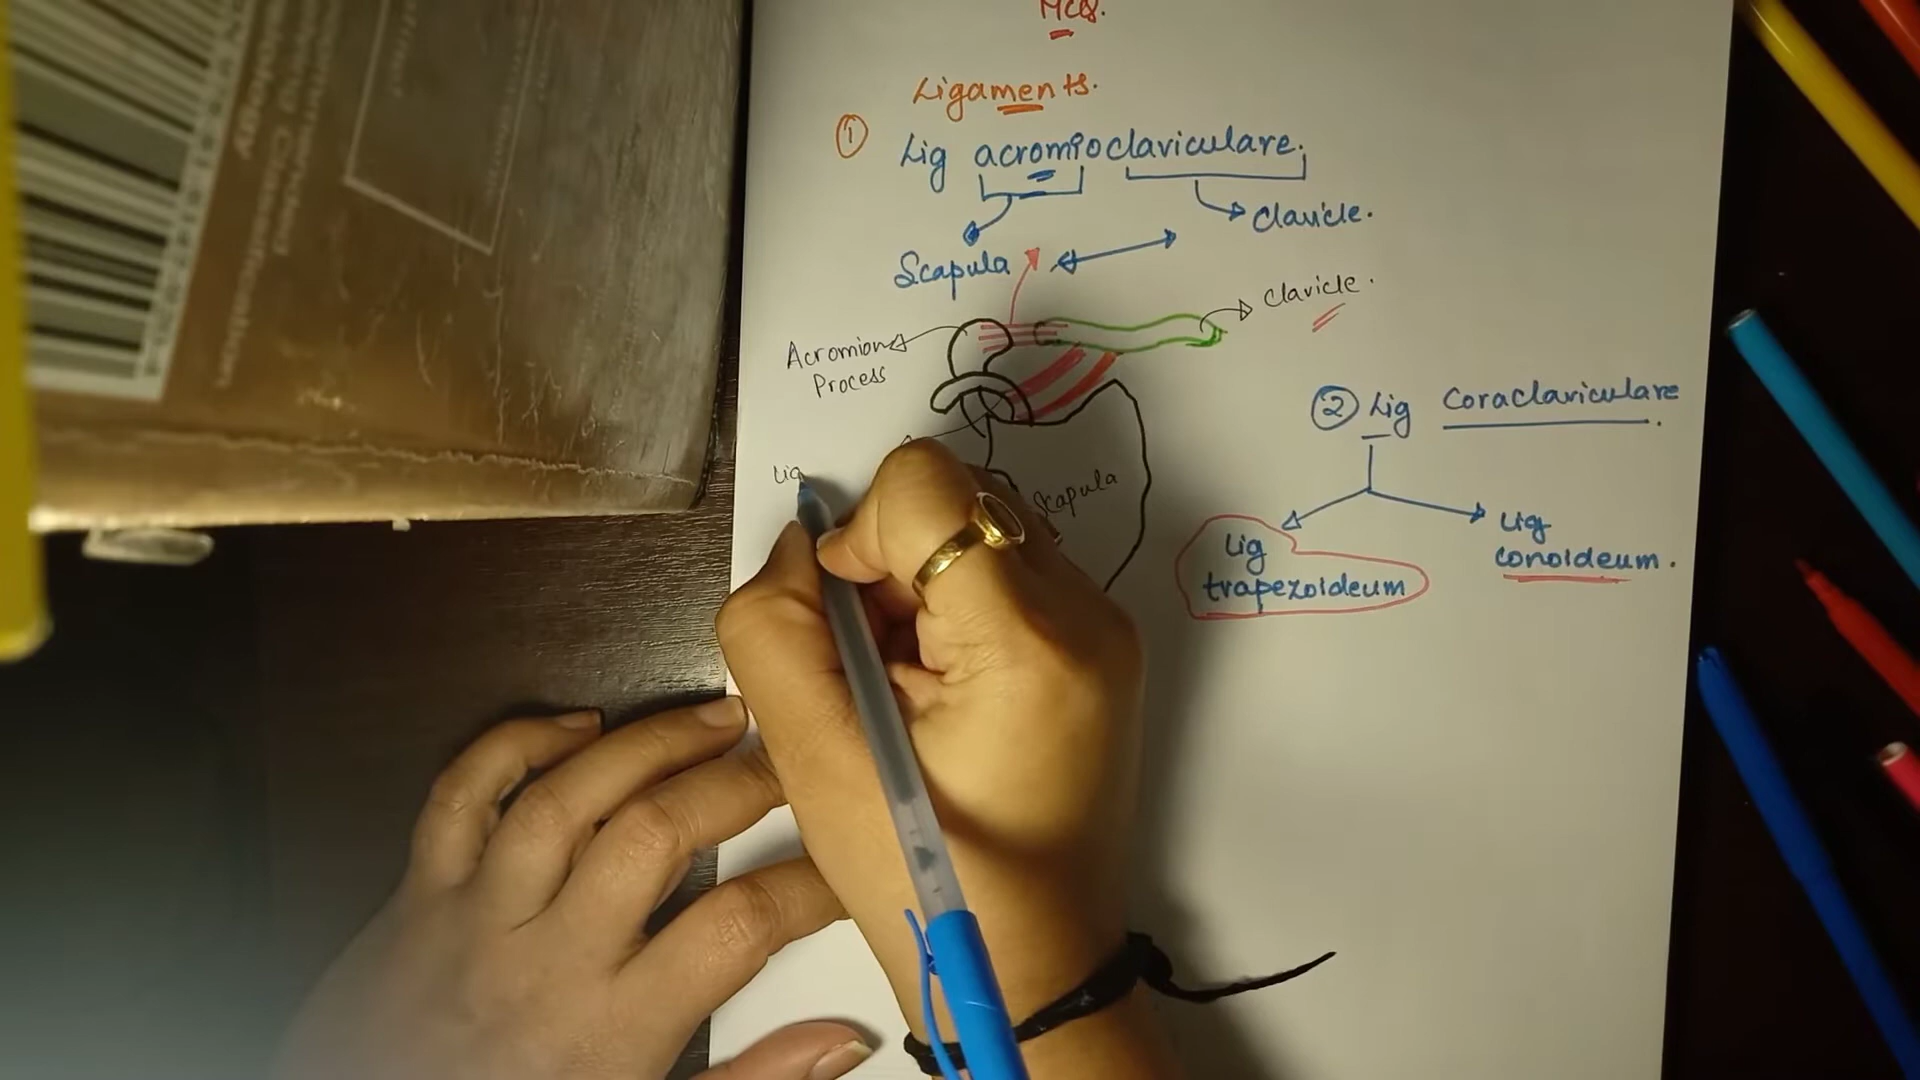 MCQ.
Ligaments.
① Lig acromioclaviculare.
Clavicle.
Scapula
Clavicle.
Acromion
Process
② Lig Coraclaviculare.
Lig
Scapula
Lig
trapezoideum
Lig
conoideum.